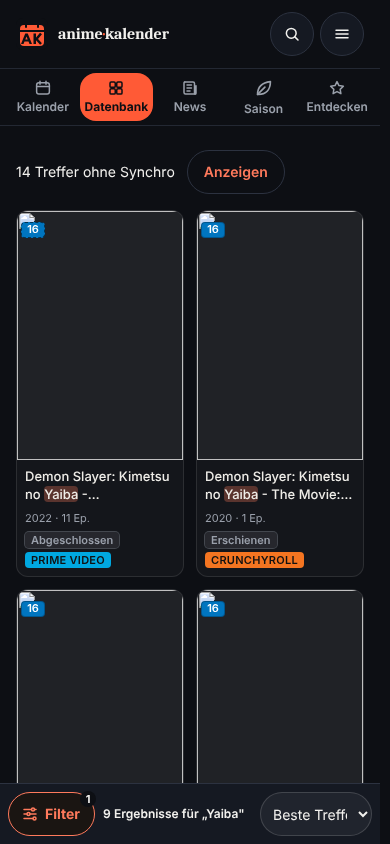 AK anime·kalender
Kalender Datenbank News Saison Entdecken
14 Treffer ohne Synchro Anzeigen
16 16
Demon Slayer: Kimetsu
no Yaiba -...
2022 · 11 Ep.
Abgeschlossen
PRIME VIDEO
Demon Slayer: Kimetsu
no Yaiba - The Movie:...
2020 · 1 Ep.
Erschienen
CRUNCHYROLL
16 16
Filter 1 9 Ergebnisse für „Yaiba" Beste Treff